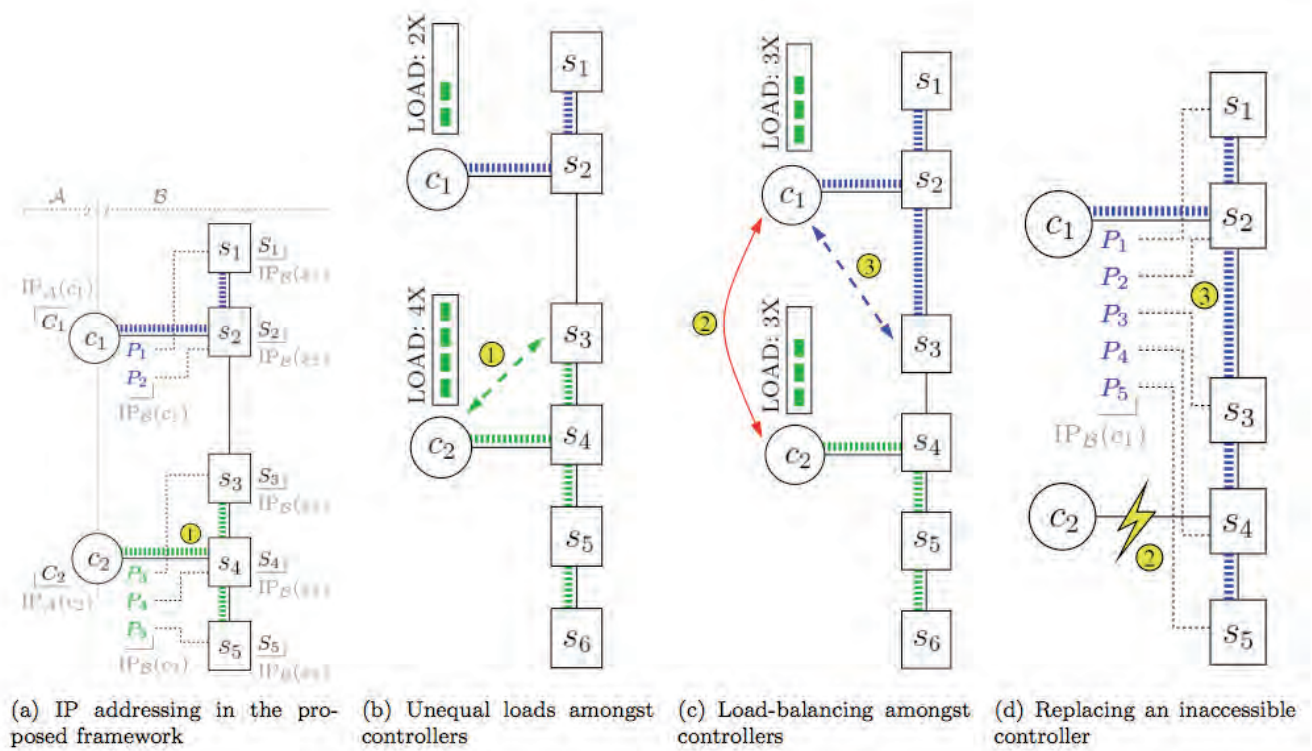 A B
s1 S1
IPB(s1)
IPA(c1)
C1
c1
s2 S2
IPB(s2)
P1
P2
IPB(c1)
s3 S3
IPB(s3)
1
c2
s4 S4
IPB(s4)
C2
IPA(c2)
P3
P4
P5
s5 S5
(a) IP addressing in the pro-
posed framework
LOAD: 2X
s1
s2
c1
LOAD: 4X
1
s3
c2
s4
s5
s6
(b) Unequal loads amongst
controllers
LOAD: 3X
s1
s2
c1
3
2
s3
LOAD: 3X
c2
s4
s5
s6
(c) Load-balancing amongst
controllers
s1
c1
s2
P1
P2
3
P3
P4
P5
s3
IPB(c1)
c2
s4
2
s5
(d) Replacing an inaccessible
controller